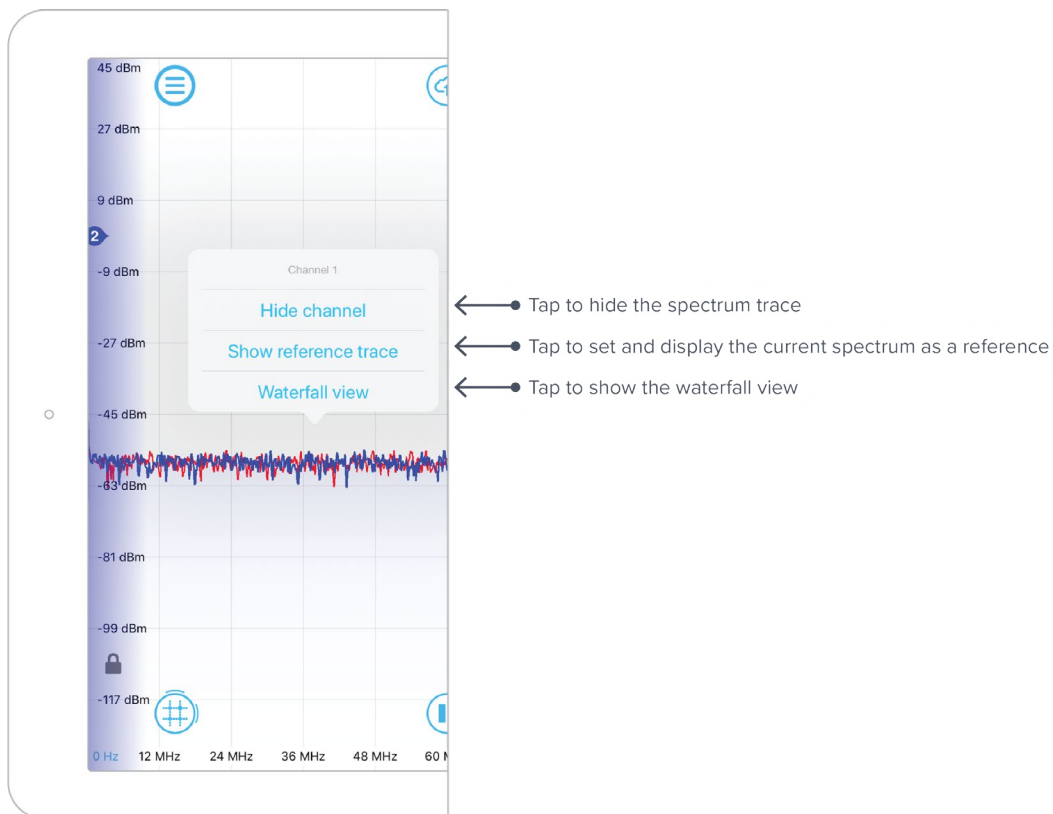 45 dBm
27 dBm
9 dBm
2
-9 dBm
Channel 1
Hide channel
Tap to hide the spectrum trace
-27 dBm
Show reference trace
Tap to set and display the current spectrum as a reference
Waterfall view
Tap to show the waterfall view
-45 dBm
-63 dBm
-81 dBm
-99 dBm
-117 dBm
0 Hz 12 MHz 24 MHz 36 MHz 48 MHz 60